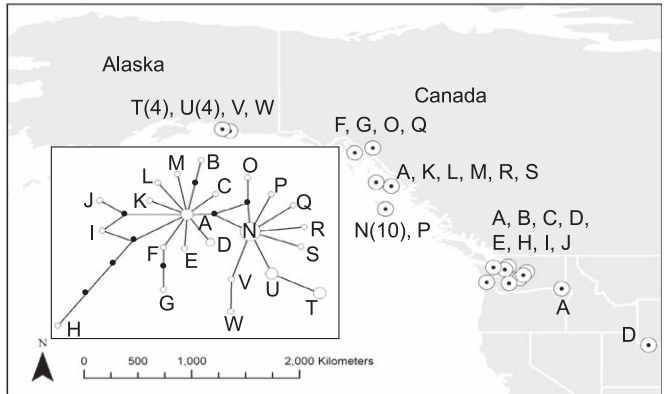 Alaska
Canada
T(4), U(4), V, W
F, G, O, Q
A, K, L, M, R, S
N(10), P
A, B, C, D,
E, H, I, J
A
D
M
B
O
L
C
P
J
K
Q
A
N
R
I
F
E
D
S
G
V
U
T
W
H
N
0 500 1,000 2,000 Kilometers